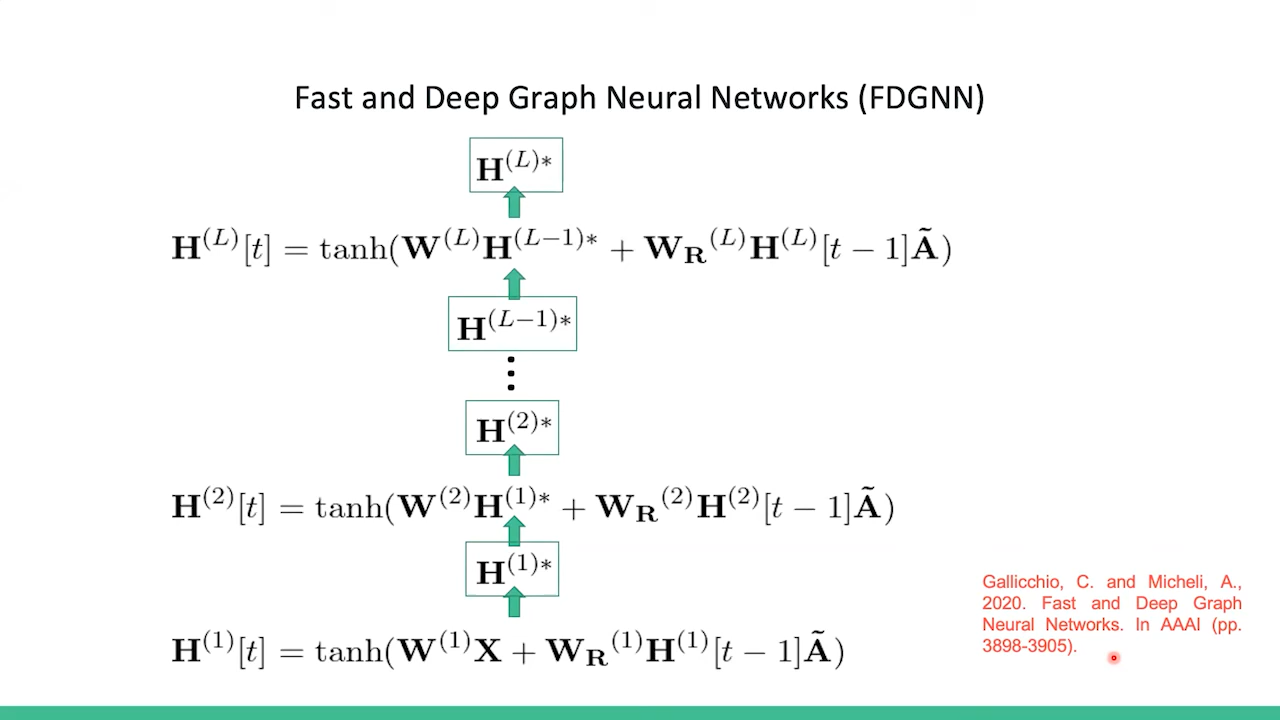 Fast and Deep Graph Neural Networks (FDGNN)
H^(L)*
H^(L)[t] = tanh(W^(L)H^(L−1)* + W_R^(L)H^(L)[t − 1]Ã)
H^(L−1)*
⋮
H^(2)*
H^(2)[t] = tanh(W^(2)H^(1)* + W_R^(2)H^(2)[t − 1]Ã)
H^(1)*
H^(1)[t] = tanh(W^(1)X + W_R^(1)H^(1)[t − 1]Ã)
Gallicchio, C. and Micheli, A.,
2020. Fast and Deep Graph
Neural Networks. In AAAI (pp.
3898-3905).